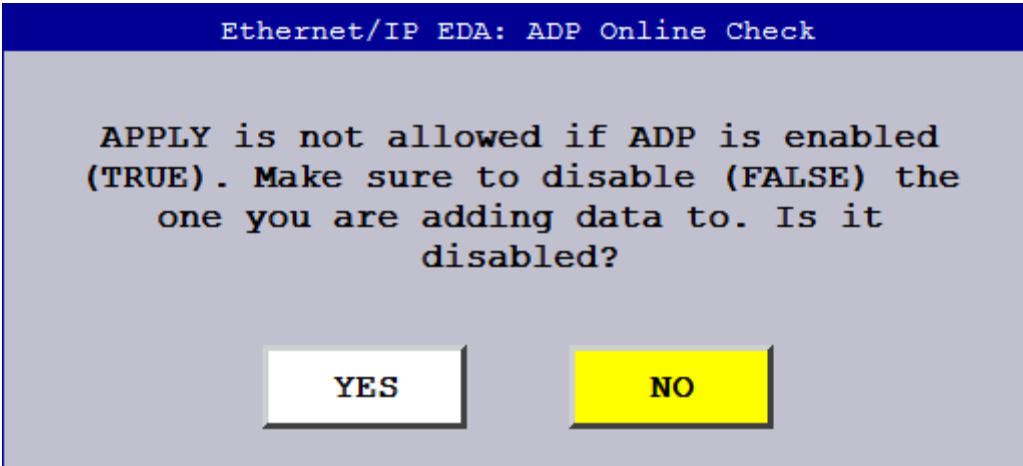 Ethernet/IP EDA: ADP Online Check
APPLY is not allowed if ADP is enabled
(TRUE). Make sure to disable (FALSE) the
one you are adding data to. Is it
disabled?
YES
NO